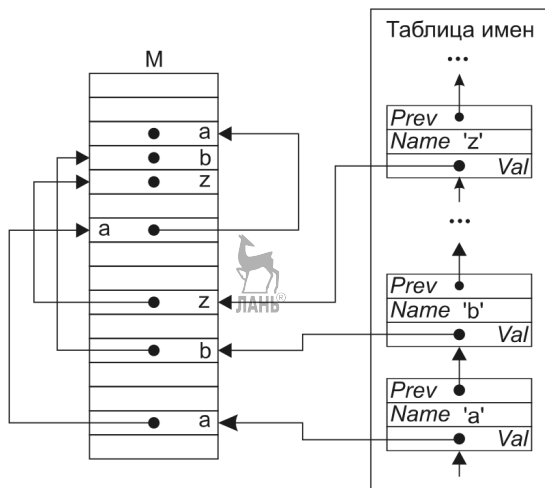 Таблица имен
M
...
Prev
Name 'z'
Val
...
Prev
Name 'b'
Val
Prev
Name 'a'
Val
a
b
z
a
z
b
a
ЛАНЬ®